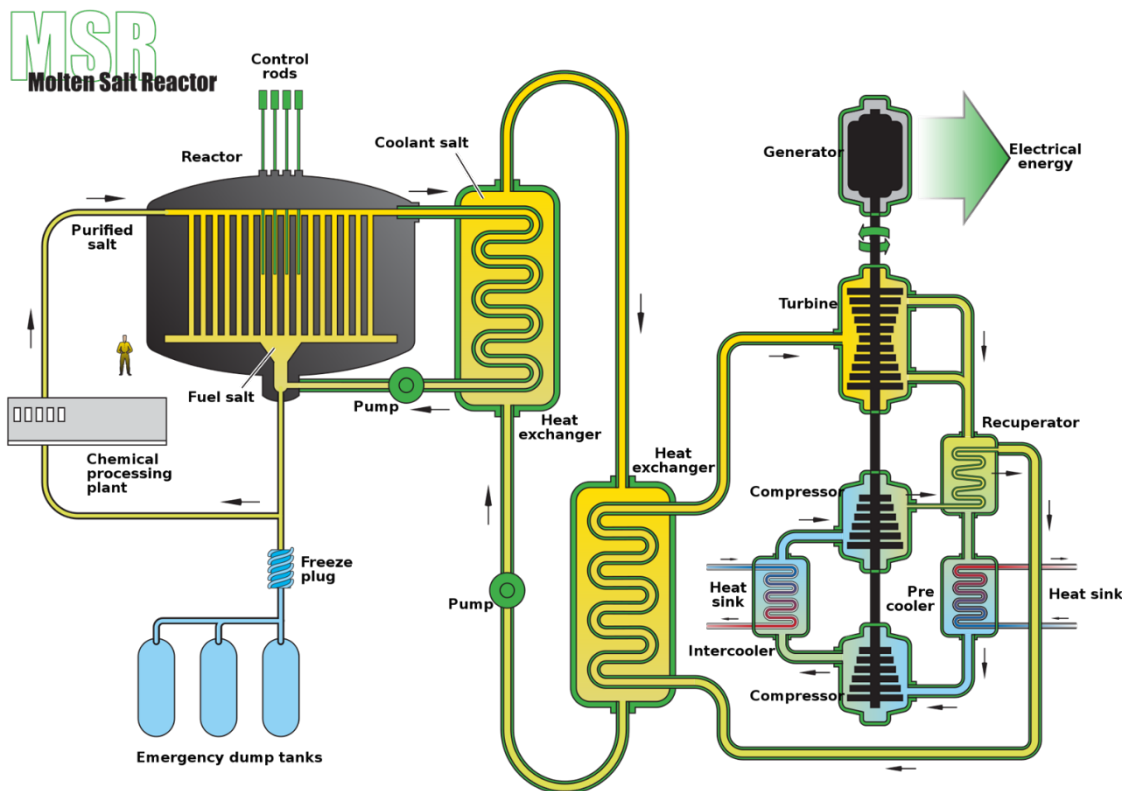 MSR
Molten Salt Reactor
Control
rods
Reactor
Coolant salt
Purified
salt
Fuel salt
Pump
Chemical
processing
plant
Freeze
plug
Emergency dump tanks
Heat
exchanger
Pump
Heat
exchanger
Generator
Electrical
energy
Turbine
Recuperator
Compressor
Heat
sink
Pre
cooler
Heat sink
Intercooler
Compressor